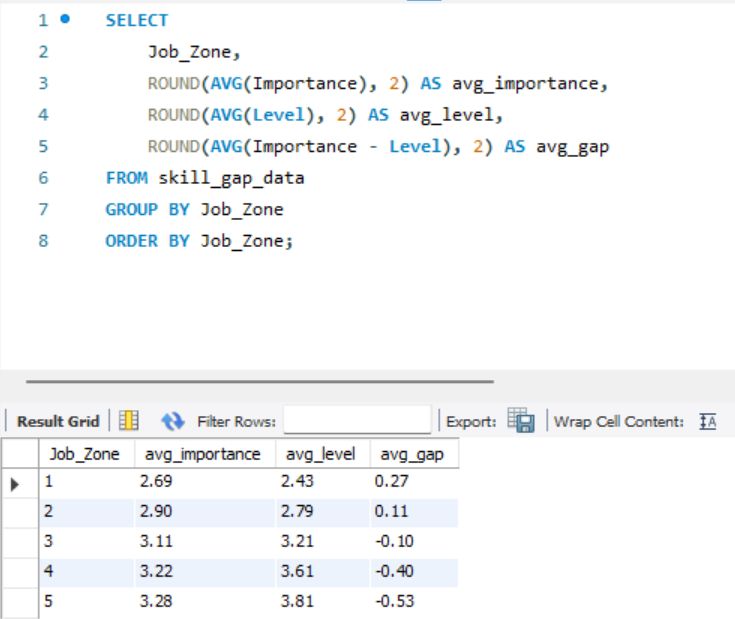 1 SELECT
2 Job_Zone,
3 ROUND(AVG(Importance), 2) AS avg_importance,
4 ROUND(AVG(Level), 2) AS avg_level,
5 ROUND(AVG(Importance - Level), 2) AS avg_gap
6 FROM skill_gap_data
7 GROUP BY Job_Zone
8 ORDER BY Job_Zone;
Result Grid Filter Rows: Export: Wrap Cell Content: IA
Job_Zone avg_importance avg_level avg_gap
1 2.69 2.43 0.27
2 2.90 2.79 0.11
3 3.11 3.21 -0.10
4 3.22 3.61 -0.40
5 3.28 3.81 -0.53